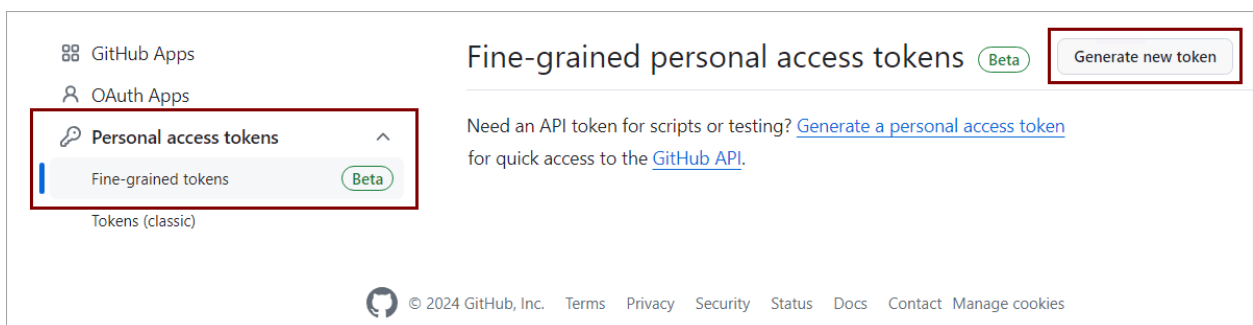 GitHub Apps
OAuth Apps
Personal access tokens
Fine-grained tokens Beta
Tokens (classic)
Fine-grained personal access tokens Beta Generate new token
Need an API token for scripts or testing? Generate a personal access token
for quick access to the GitHub API.
© 2024 GitHub, Inc. Terms Privacy Security Status Docs Contact Manage cookies